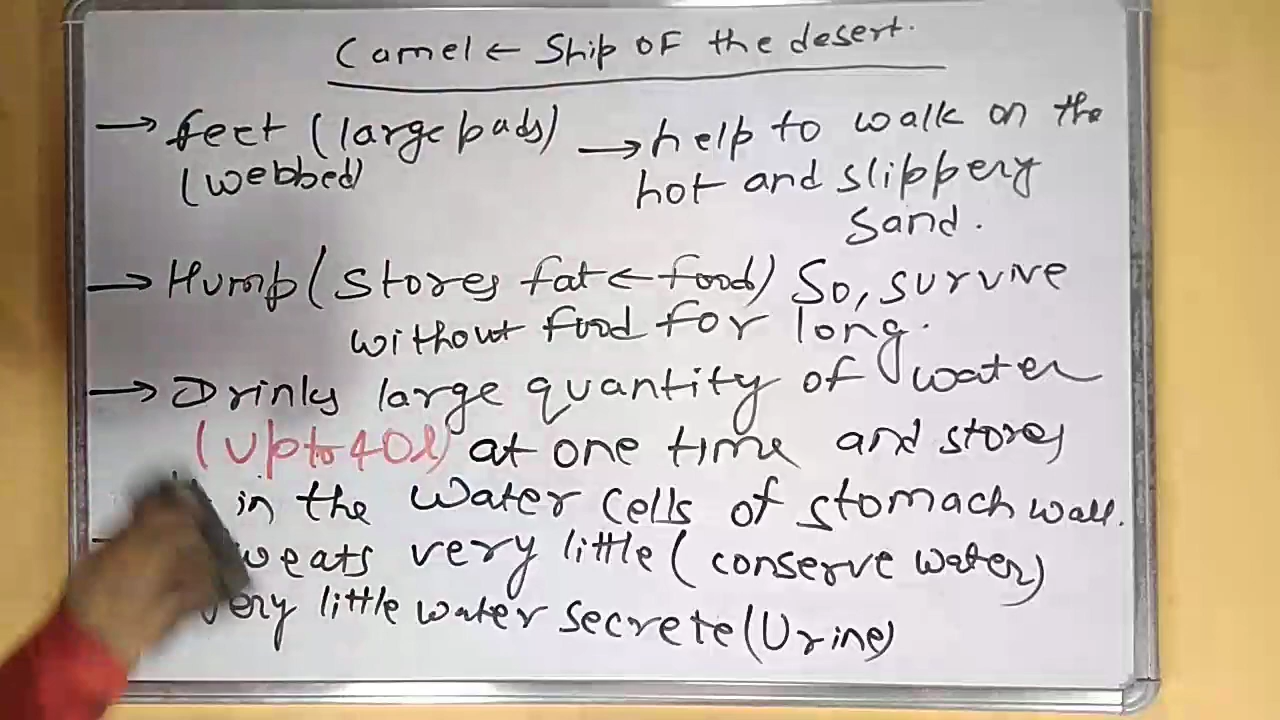 Camel ← Ship OF the desert.
→ feet (large pads) → help to walk on the
(webbed) hot and slippery
sand.
→ Hump (stores fat ← food) So, survive
without food for long.
→ Drinks large quantity of water
(Upto 40l) at one time and stores
in the water cells of stomach wall.
very little (conserve water)
very little water secrete (Urine)